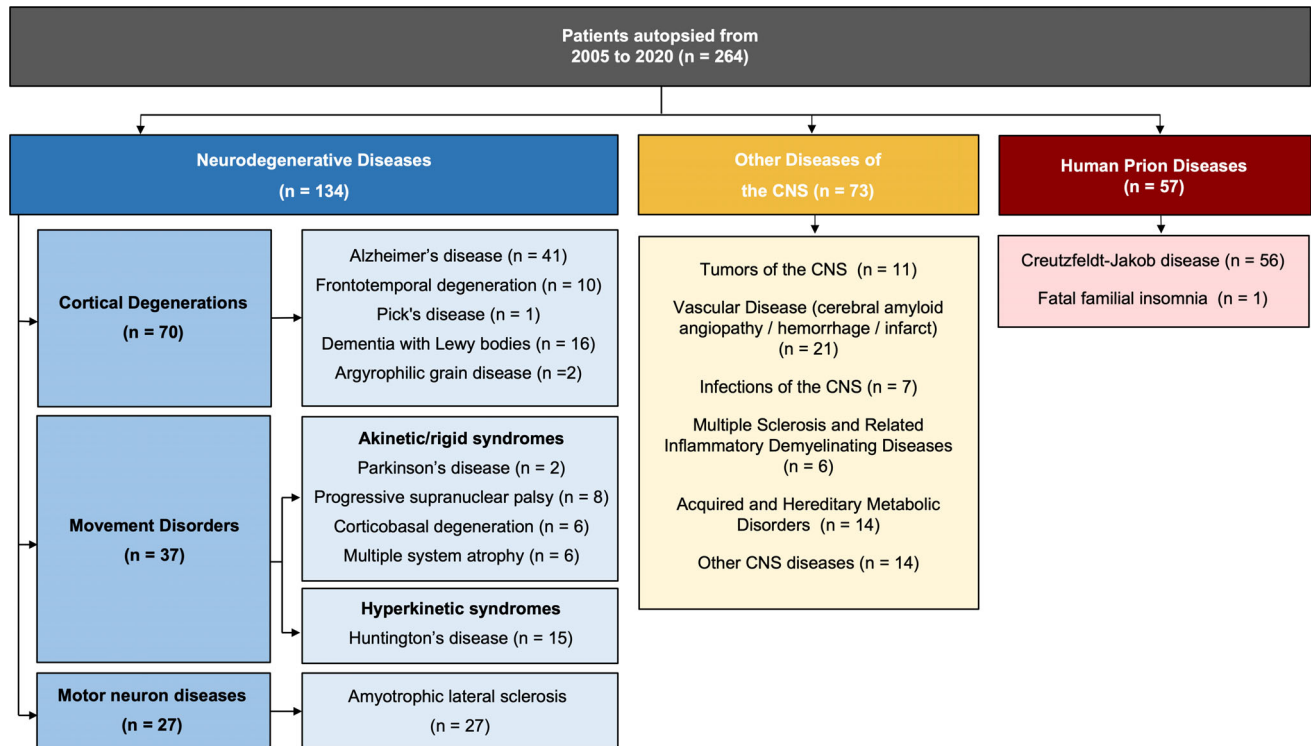 Patients autopsied from
2005 to 2020 (n = 264)
Neurodegenerative Diseases
(n = 134)
Cortical Degenerations
(n = 70)
Alzheimer's disease (n = 41)
Frontotemporal degeneration (n = 10)
Pick's disease (n = 1)
Dementia with Lewy bodies (n = 16)
Argyrophilic grain disease (n =2)
Movement Disorders
(n = 37)
Akinetic/rigid syndromes
Parkinson's disease (n = 2)
Progressive supranuclear palsy (n = 8)
Corticobasal degeneration (n = 6)
Multiple system atrophy (n = 6)
Hyperkinetic syndromes
Huntington's disease (n = 15)
Motor neuron diseases
(n = 27)
Amyotrophic lateral sclerosis
(n = 27)
Other Diseases of
the CNS (n = 73)
Tumors of the CNS (n = 11)
Vascular Disease (cerebral amyloid
angiopathy / hemorrhage / infarct)
(n = 21)
Infections of the CNS (n = 7)
Multiple Sclerosis and Related
Inflammatory Demyelinating Diseases
(n = 6)
Acquired and Hereditary Metabolic
Disorders (n = 14)
Other CNS diseases (n = 14)
Human Prion Diseases
(n = 57)
Creutzfeldt-Jakob disease (n = 56)
Fatal familial insomnia (n = 1)